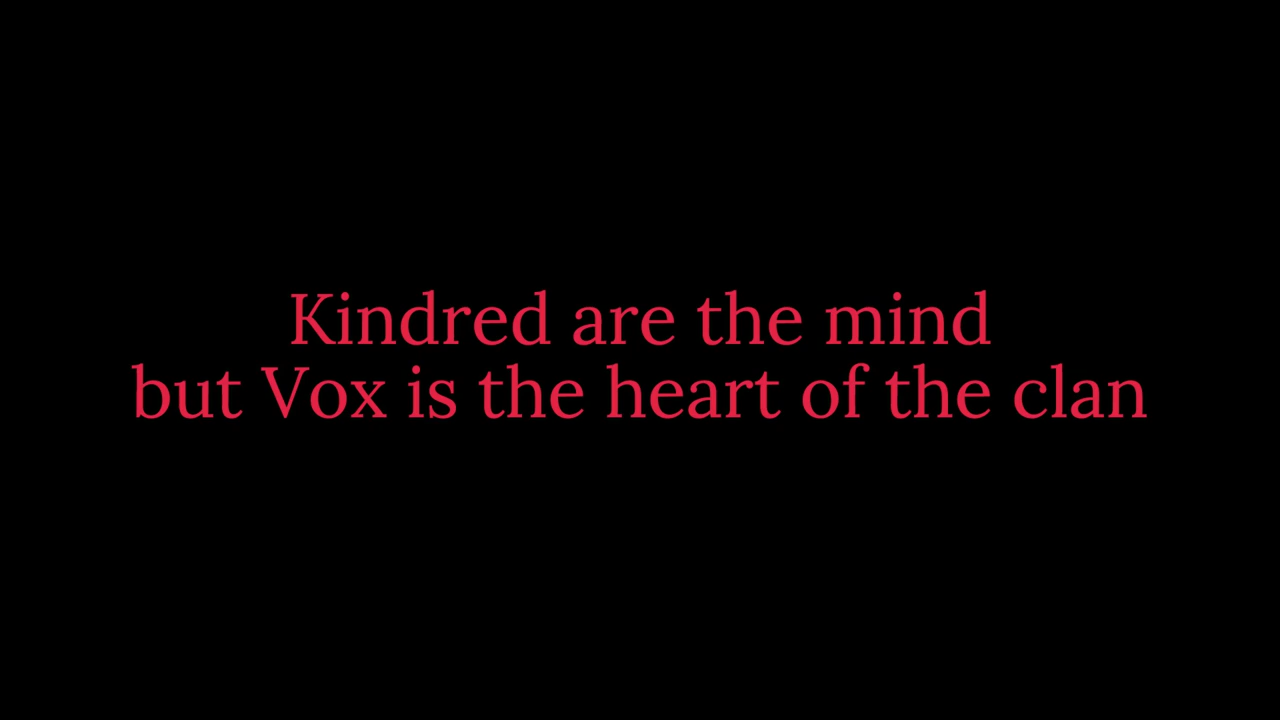 Kindred are the mind
but Vox is the heart of the clan